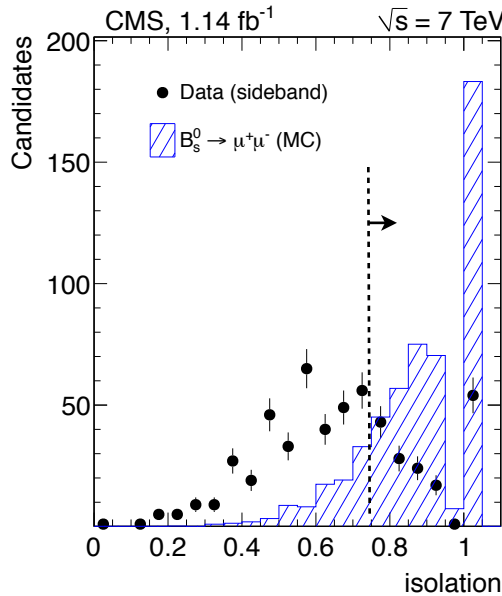 CMS, 1.14 fb⁻¹ √s = 7 TeV
Candidates
200
150
100
50
Data (sideband)
B⁰ₛ → μ⁺μ⁻ (MC)
0 0.2 0.4 0.6 0.8 1
isolation